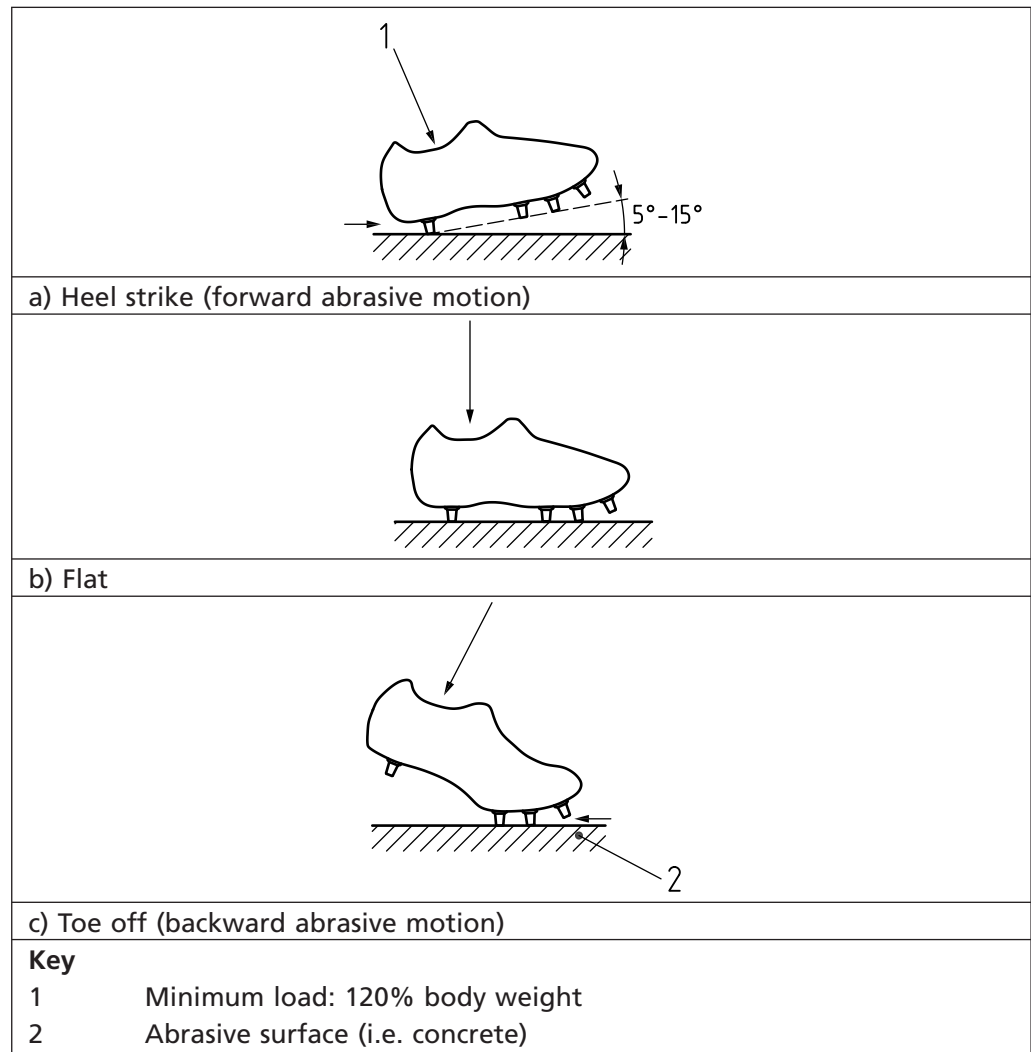 1
5°-15°
a) Heel strike (forward abrasive motion)
b) Flat
2
c) Toe off (backward abrasive motion)
Key
1 Minimum load: 120% body weight
2 Abrasive surface (i.e. concrete)